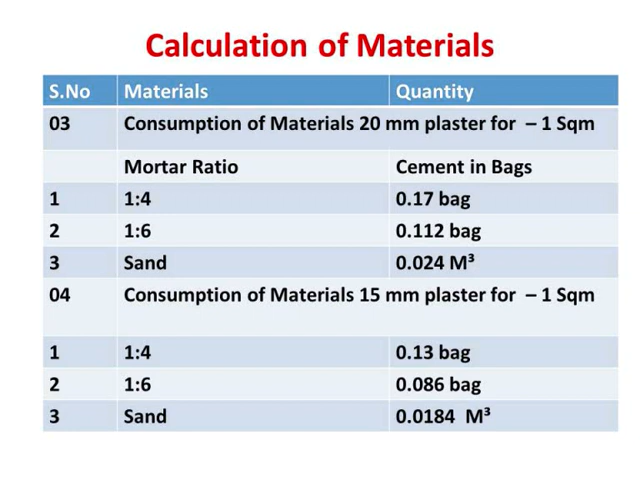 Calculation of Materials
S.No Materials Quantity
03 Consumption of Materials 20 mm plaster for – 1 Sqm
Mortar Ratio Cement in Bags
1 1:4 0.17 bag
2 1:6 0.112 bag
3 Sand 0.024 M³
04 Consumption of Materials 15 mm plaster for – 1 Sqm
1 1:4 0.13 bag
2 1:6 0.086 bag
3 Sand 0.0184 M³